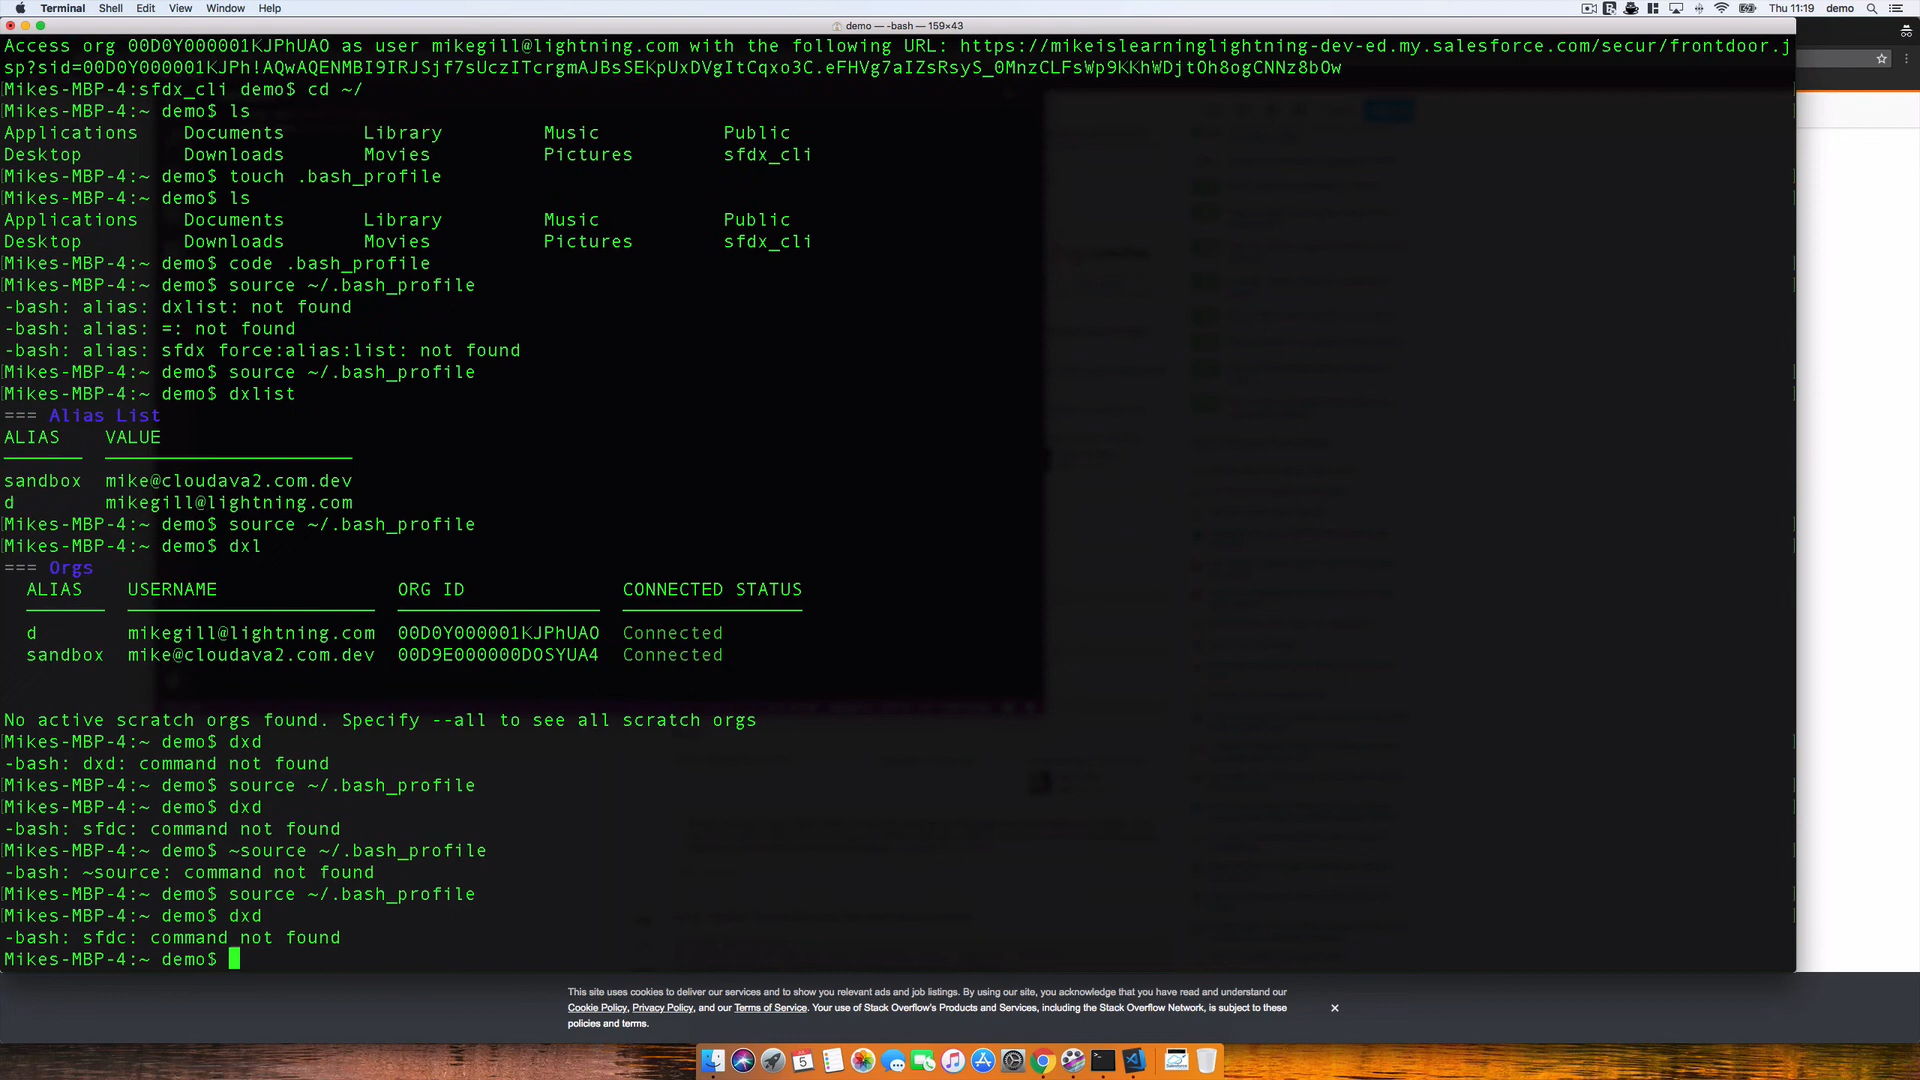 Terminal Shell Edit View Window Help
Thu 11:19 demo
demo — -bash — 159×43
Access org 00D0Y000001KJPhUAO as user mikegill@lightning.com with the following URL: https://mikeislearninglightning-dev-ed.my.salesforce.com/secur/frontdoor.j
sp?sid=00D0Y000001KJPh!AQwAQENMBI9IRJSjf7sUczITcrgmAJBsSEKpUxDVgItCqxo3C.eFHVg7aIZsRsyS_0MnzCLFsWp9KKhWDjtOh8ogCNNz8bOw
Mikes-MBP-4:sfdx_cli demo$ cd ~/
Mikes-MBP-4:~ demo$ ls
Applications Documents Library Music Public
Desktop Downloads Movies Pictures sfdx_cli
Mikes-MBP-4:~ demo$ touch .bash_profile
Mikes-MBP-4:~ demo$ ls
Applications Documents Library Music Public
Desktop Downloads Movies Pictures sfdx_cli
Mikes-MBP-4:~ demo$ code .bash_profile
Mikes-MBP-4:~ demo$ source ~/.bash_profile
-bash: alias: dxlist: not found
-bash: alias: =: not found
-bash: alias: sfdx force:alias:list: not found
Mikes-MBP-4:~ demo$ source ~/.bash_profile
Mikes-MBP-4:~ demo$ dxlist
=== Alias List
ALIAS VALUE
sandbox mike@cloudava2.com.dev
d mikegill@lightning.com
Mikes-MBP-4:~ demo$ source ~/.bash_profile
Mikes-MBP-4:~ demo$ dxl
=== Orgs
ALIAS USERNAME ORG ID CONNECTED STATUS
d mikegill@lightning.com 00D0Y000001KJPhUAO Connected
sandbox mike@cloudava2.com.dev 00D9E000000DOSYUA4 Connected
No active scratch orgs found. Specify --all to see all scratch orgs
Mikes-MBP-4:~ demo$ dxd
-bash: dxd: command not found
Mikes-MBP-4:~ demo$ source ~/.bash_profile
Mikes-MBP-4:~ demo$ dxd
-bash: sfdc: command not found
Mikes-MBP-4:~ demo$ ~source ~/.bash_profile
-bash: ~source: command not found
Mikes-MBP-4:~ demo$ source ~/.bash_profile
Mikes-MBP-4:~ demo$ dxd
-bash: sfdc: command not found
Mikes-MBP-4:~ demo$
This site uses cookies to deliver our services and to show you relevant ads and job listings. By using our site, you acknowledge that you have read and understand our
Cookie Policy, Privacy Policy, and our Terms of Service. Your use of Stack Overflow's Products and Services, including the Stack Overflow Network, is subject to these
policies and terms.
5